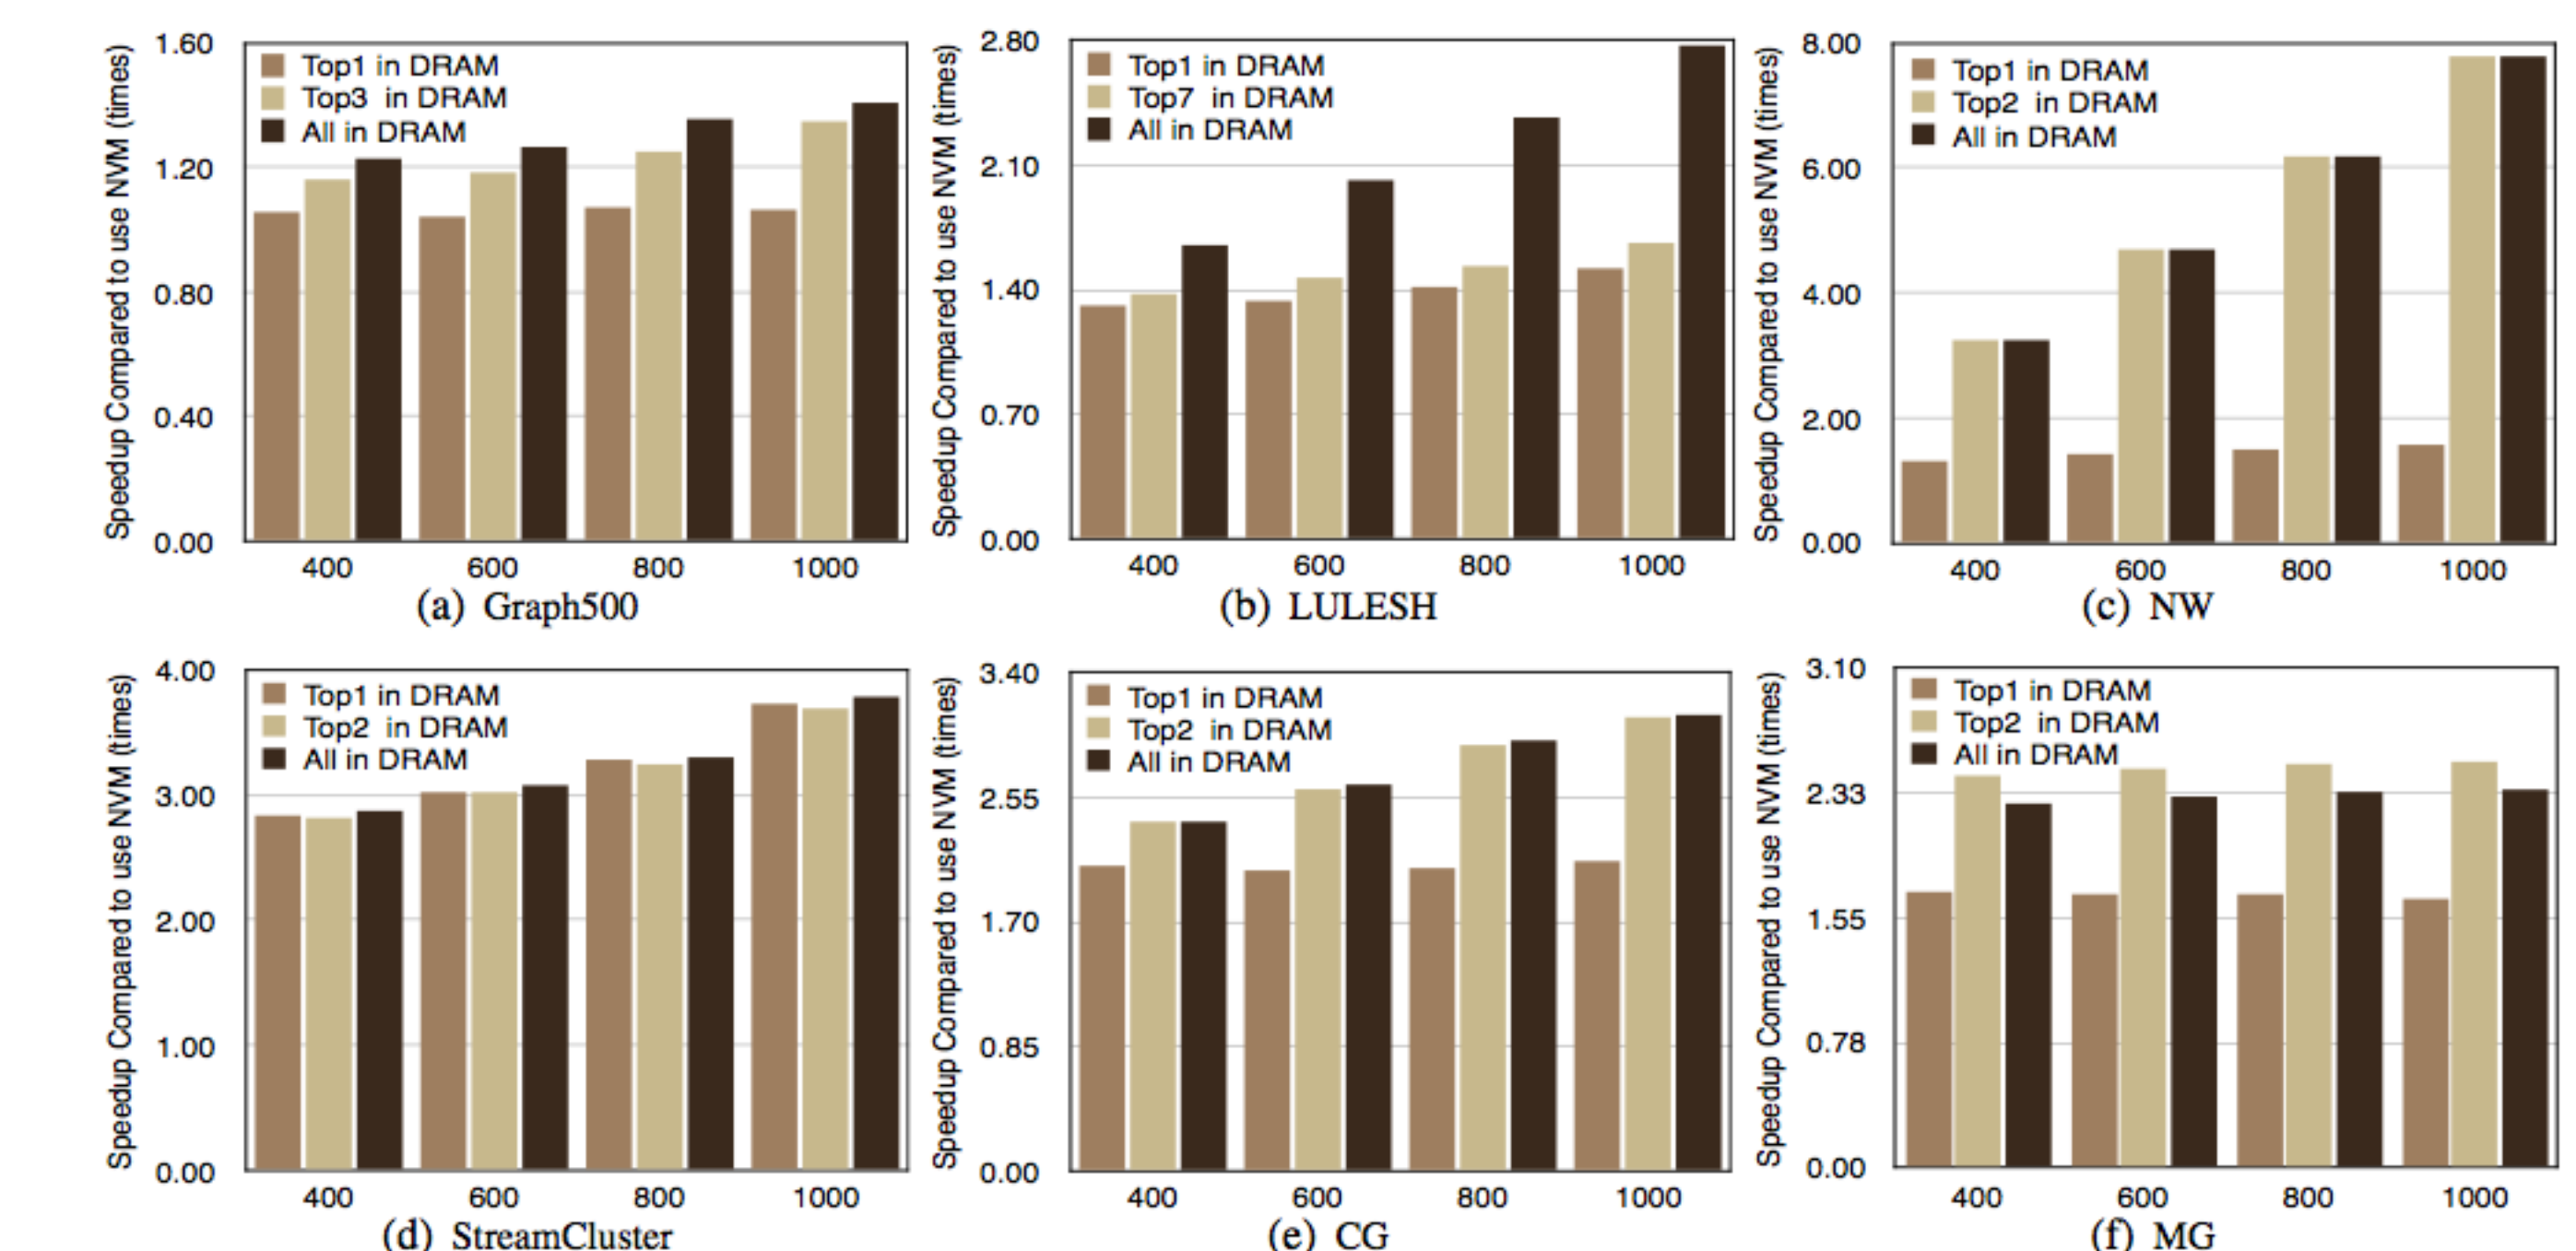 Speedup Compared to use NVM (times)
1.60
1.20
0.80
0.40
0.00
Top1 in DRAM
Top3 in DRAM
All in DRAM
400 600 800 1000
(a) Graph500
Speedup Compared to use NVM (times)
2.80
2.10
1.40
0.70
0.00
Top1 in DRAM
Top7 in DRAM
All in DRAM
400 600 800 1000
(b) LULESH
Speedup Compared to use NVM (times)
8.00
6.00
4.00
2.00
0.00
Top1 in DRAM
Top2 in DRAM
All in DRAM
400 600 800 1000
(c) NW
Speedup Compared to use NVM (times)
4.00
3.00
2.00
1.00
0.00
Top1 in DRAM
Top2 in DRAM
All in DRAM
400 600 800 1000
(d) StreamCluster
Speedup Compared to use NVM (times)
3.40
2.55
1.70
0.85
0.00
Top1 in DRAM
Top2 in DRAM
All in DRAM
400 600 800 1000
(e) CG
Speedup Compared to use NVM (times)
3.10
2.33
1.55
0.78
0.00
Top1 in DRAM
Top2 in DRAM
All in DRAM
400 600 800 1000
(f) MG